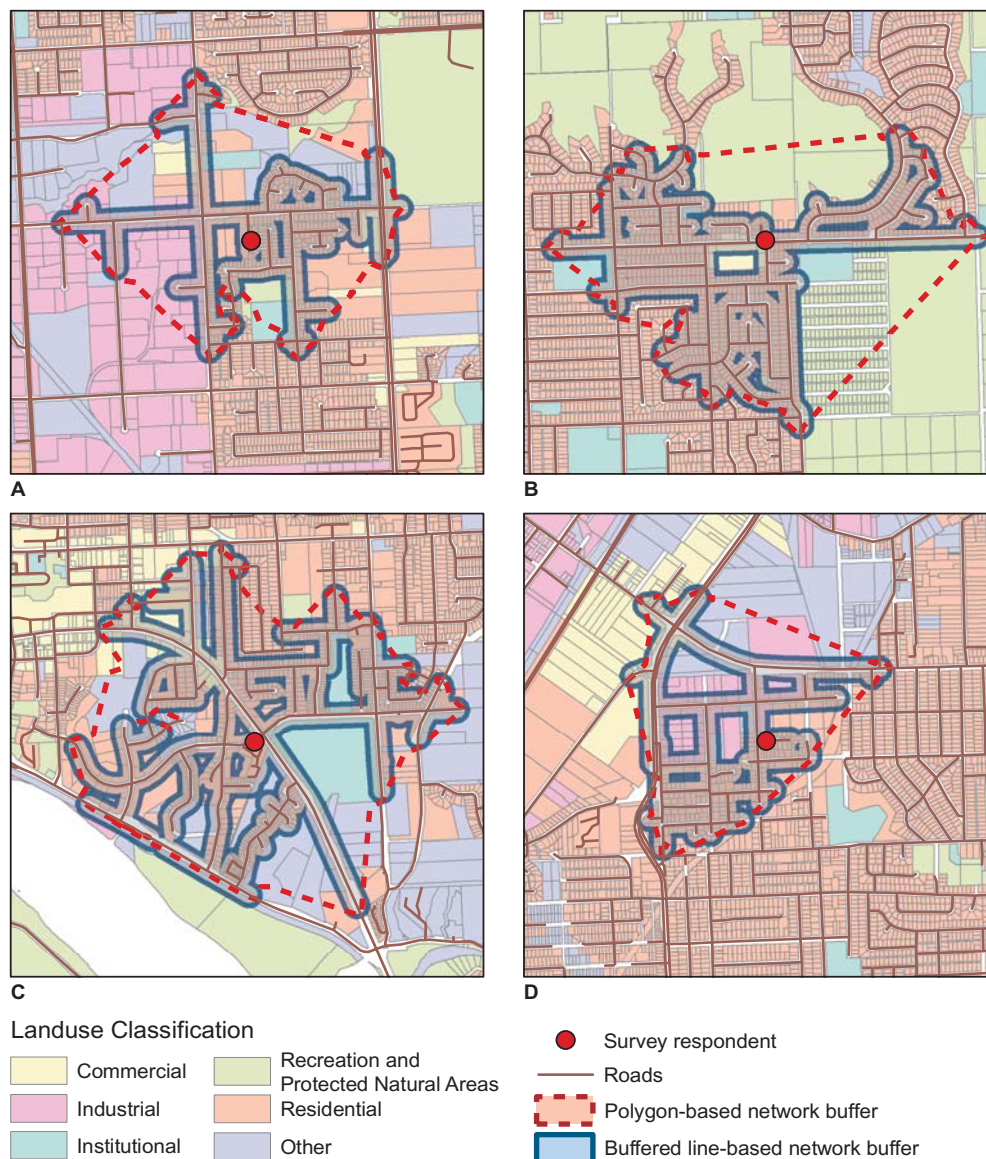 A
B
C
D
Landuse Classification
Commercial
Industrial
Institutional
Recreation and
Protected Natural Areas
Residential
Other
Survey respondent
Roads
Polygon-based network buffer
Buffered line-based network buffer